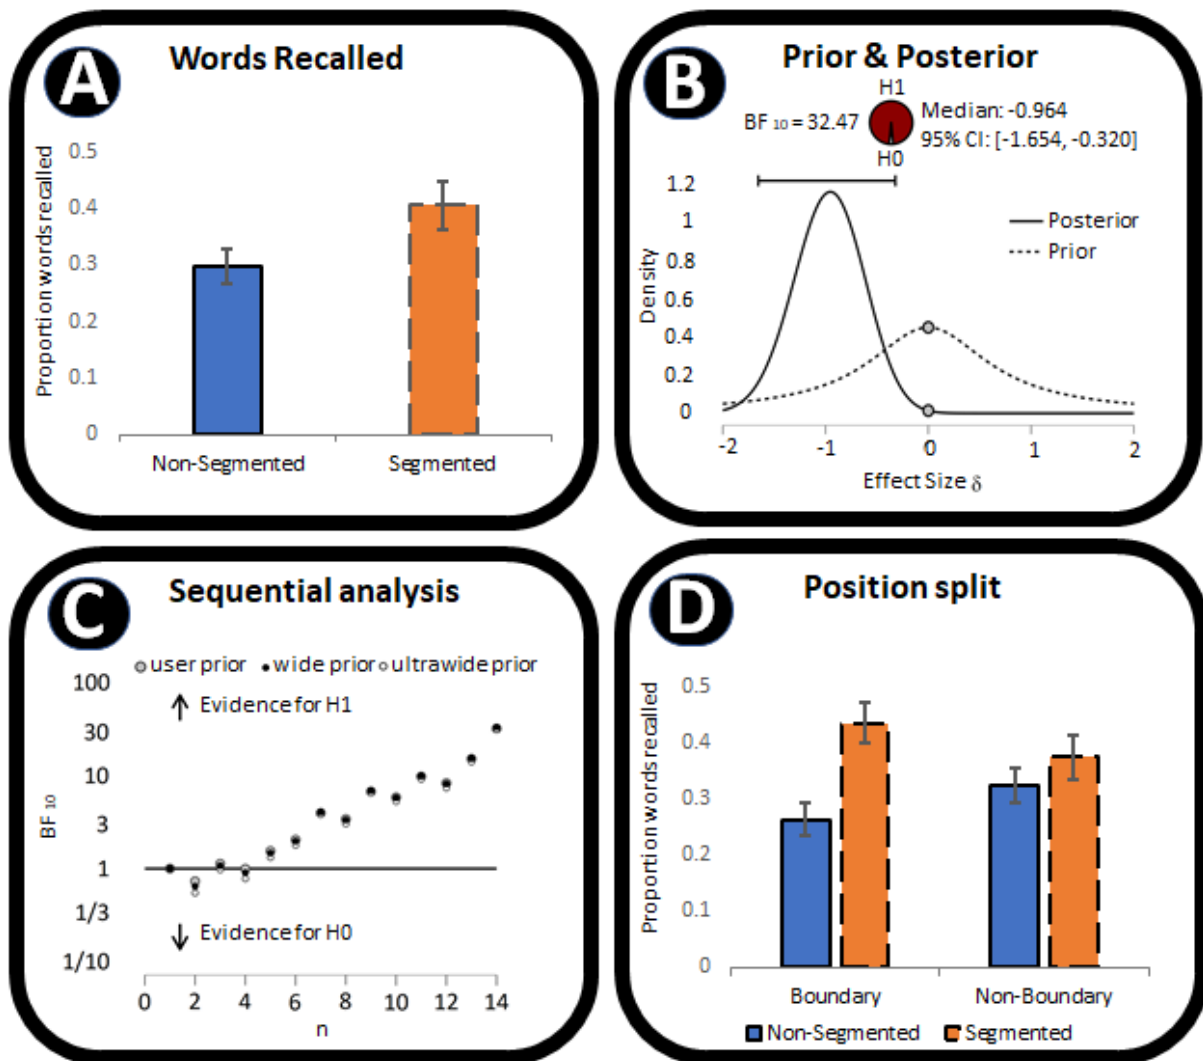 A
Words Recalled
Proportion words recalled
0.5
0.4
0.3
0.2
0.1
0
Non-Segmented
Segmented
B
Prior & Posterior
H1
BF 10 = 32.47
Median: -0.964
95% CI: [-1.654, -0.320]
H0
Density
1.2
1
0.8
0.6
0.4
0.2
0
Posterior
Prior
-2 -1 0 1 2
Effect Size δ
C
Sequential analysis
user prior wide prior ultrawide prior
BF 10
100
30
10
3
1
1/3
1/10
Evidence for H1
Evidence for H0
0 2 4 6 8 10 12 14
n
D
Position split
Proportion words recalled
0.5
0.4
0.3
0.2
0.1
0
Boundary
Non-Boundary
Non-Segmented Segmented